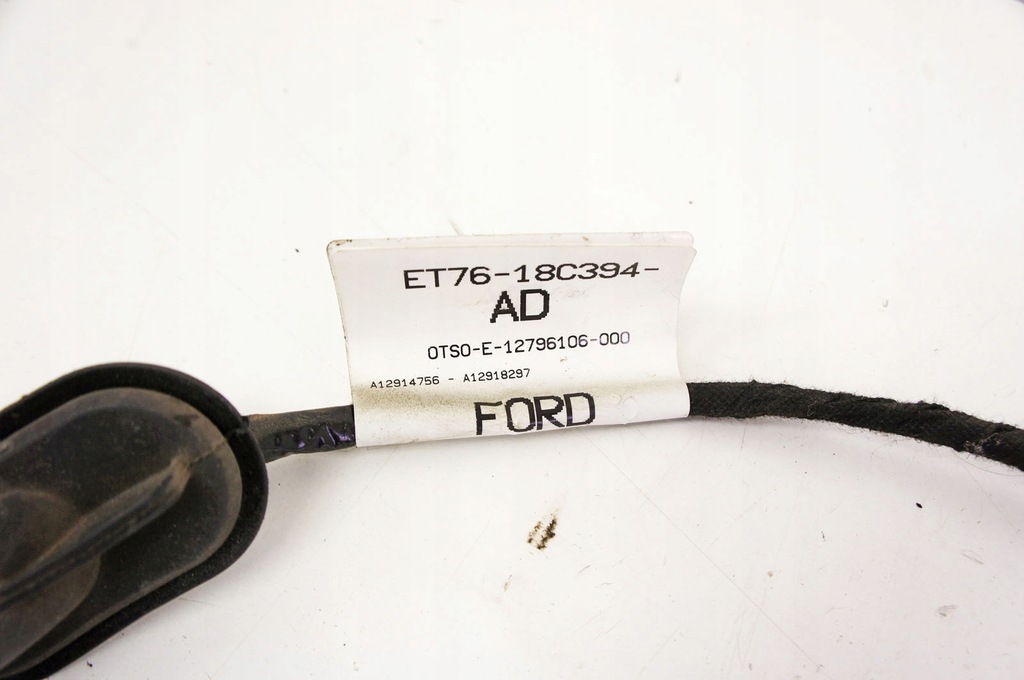 ET76-18C394-
AD
OTSO-E-12796106-000
A12914756 - A12918297
FORD